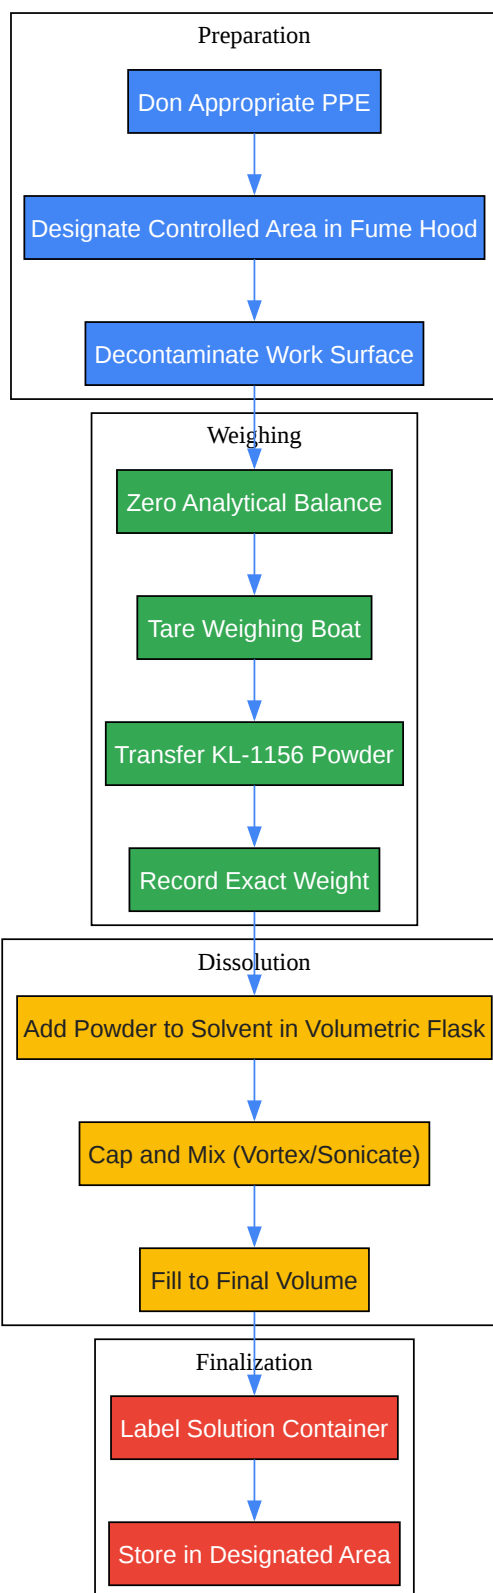 Preparation
Don Appropriate PPE
Designate Controlled Area in Fume Hood
Decontaminate Work Surface
Weighing
Zero Analytical Balance
Tare Weighing Boat
Transfer KL-1156 Powder
Record Exact Weight
Dissolution
Add Powder to Solvent in Volumetric Flask
Cap and Mix (Vortex/Sonicate)
Fill to Final Volume
Finalization
Label Solution Container
Store in Designated Area